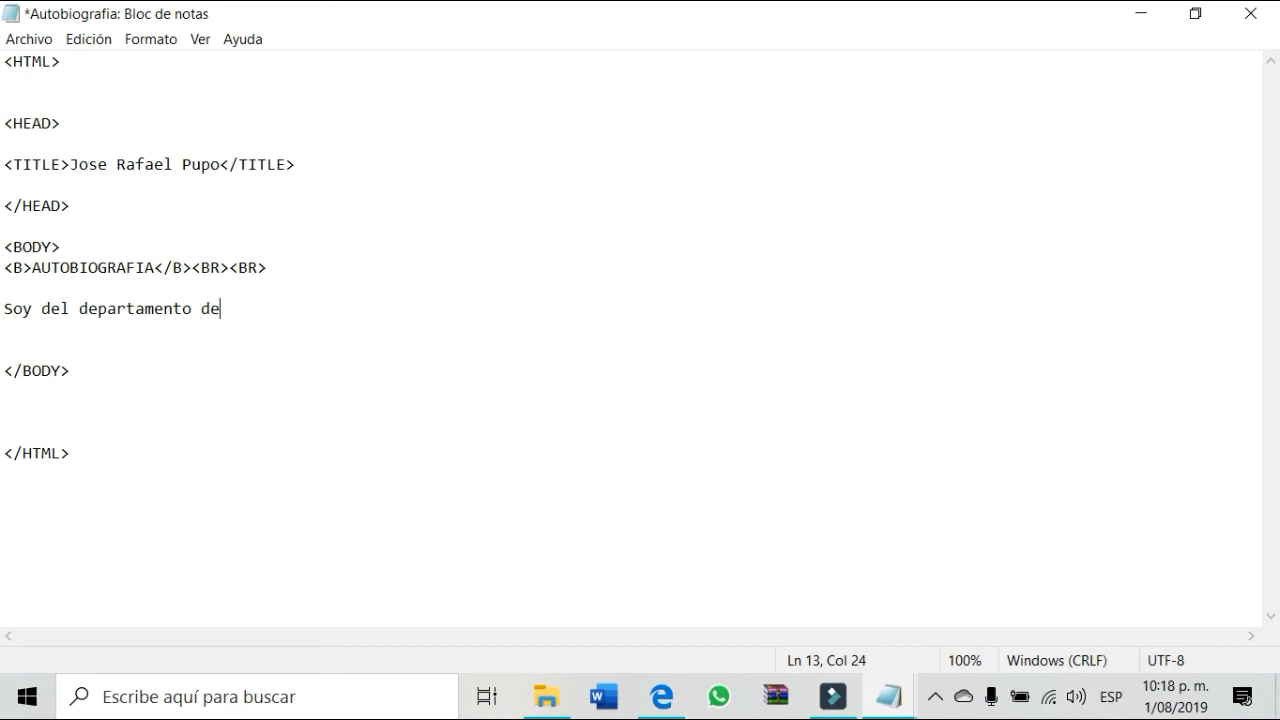 *Autobiografia: Bloc de notas
Archivo Edición Formato Ver Ayuda
<HTML>
<HEAD>
<TITLE>Jose Rafael Pupo</TITLE>
</HEAD>
<BODY>
<B>AUTOBIOGRAFIA</B><BR><BR>
Soy del departamento de
</BODY>
</HTML>
Ln 13, Col 24 100% Windows (CRLF) UTF-8
Escribe aquí para buscar
ESP
10:18 p. m.
1/08/2019